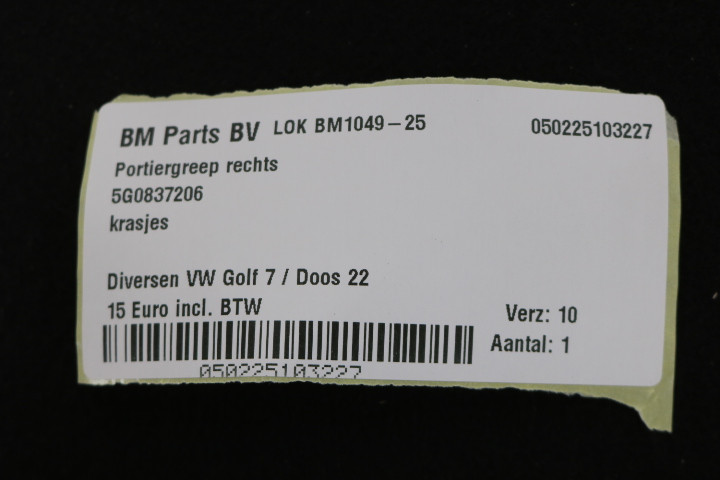 BM Parts BV LOK BM1049-25 050225103227
Portiergreep rechts
5G0837206
krasjes
Diversen VW Golf 7 / Doos 22
15 Euro incl. BTW
Verz: 10
Aantal: 1
050225103227